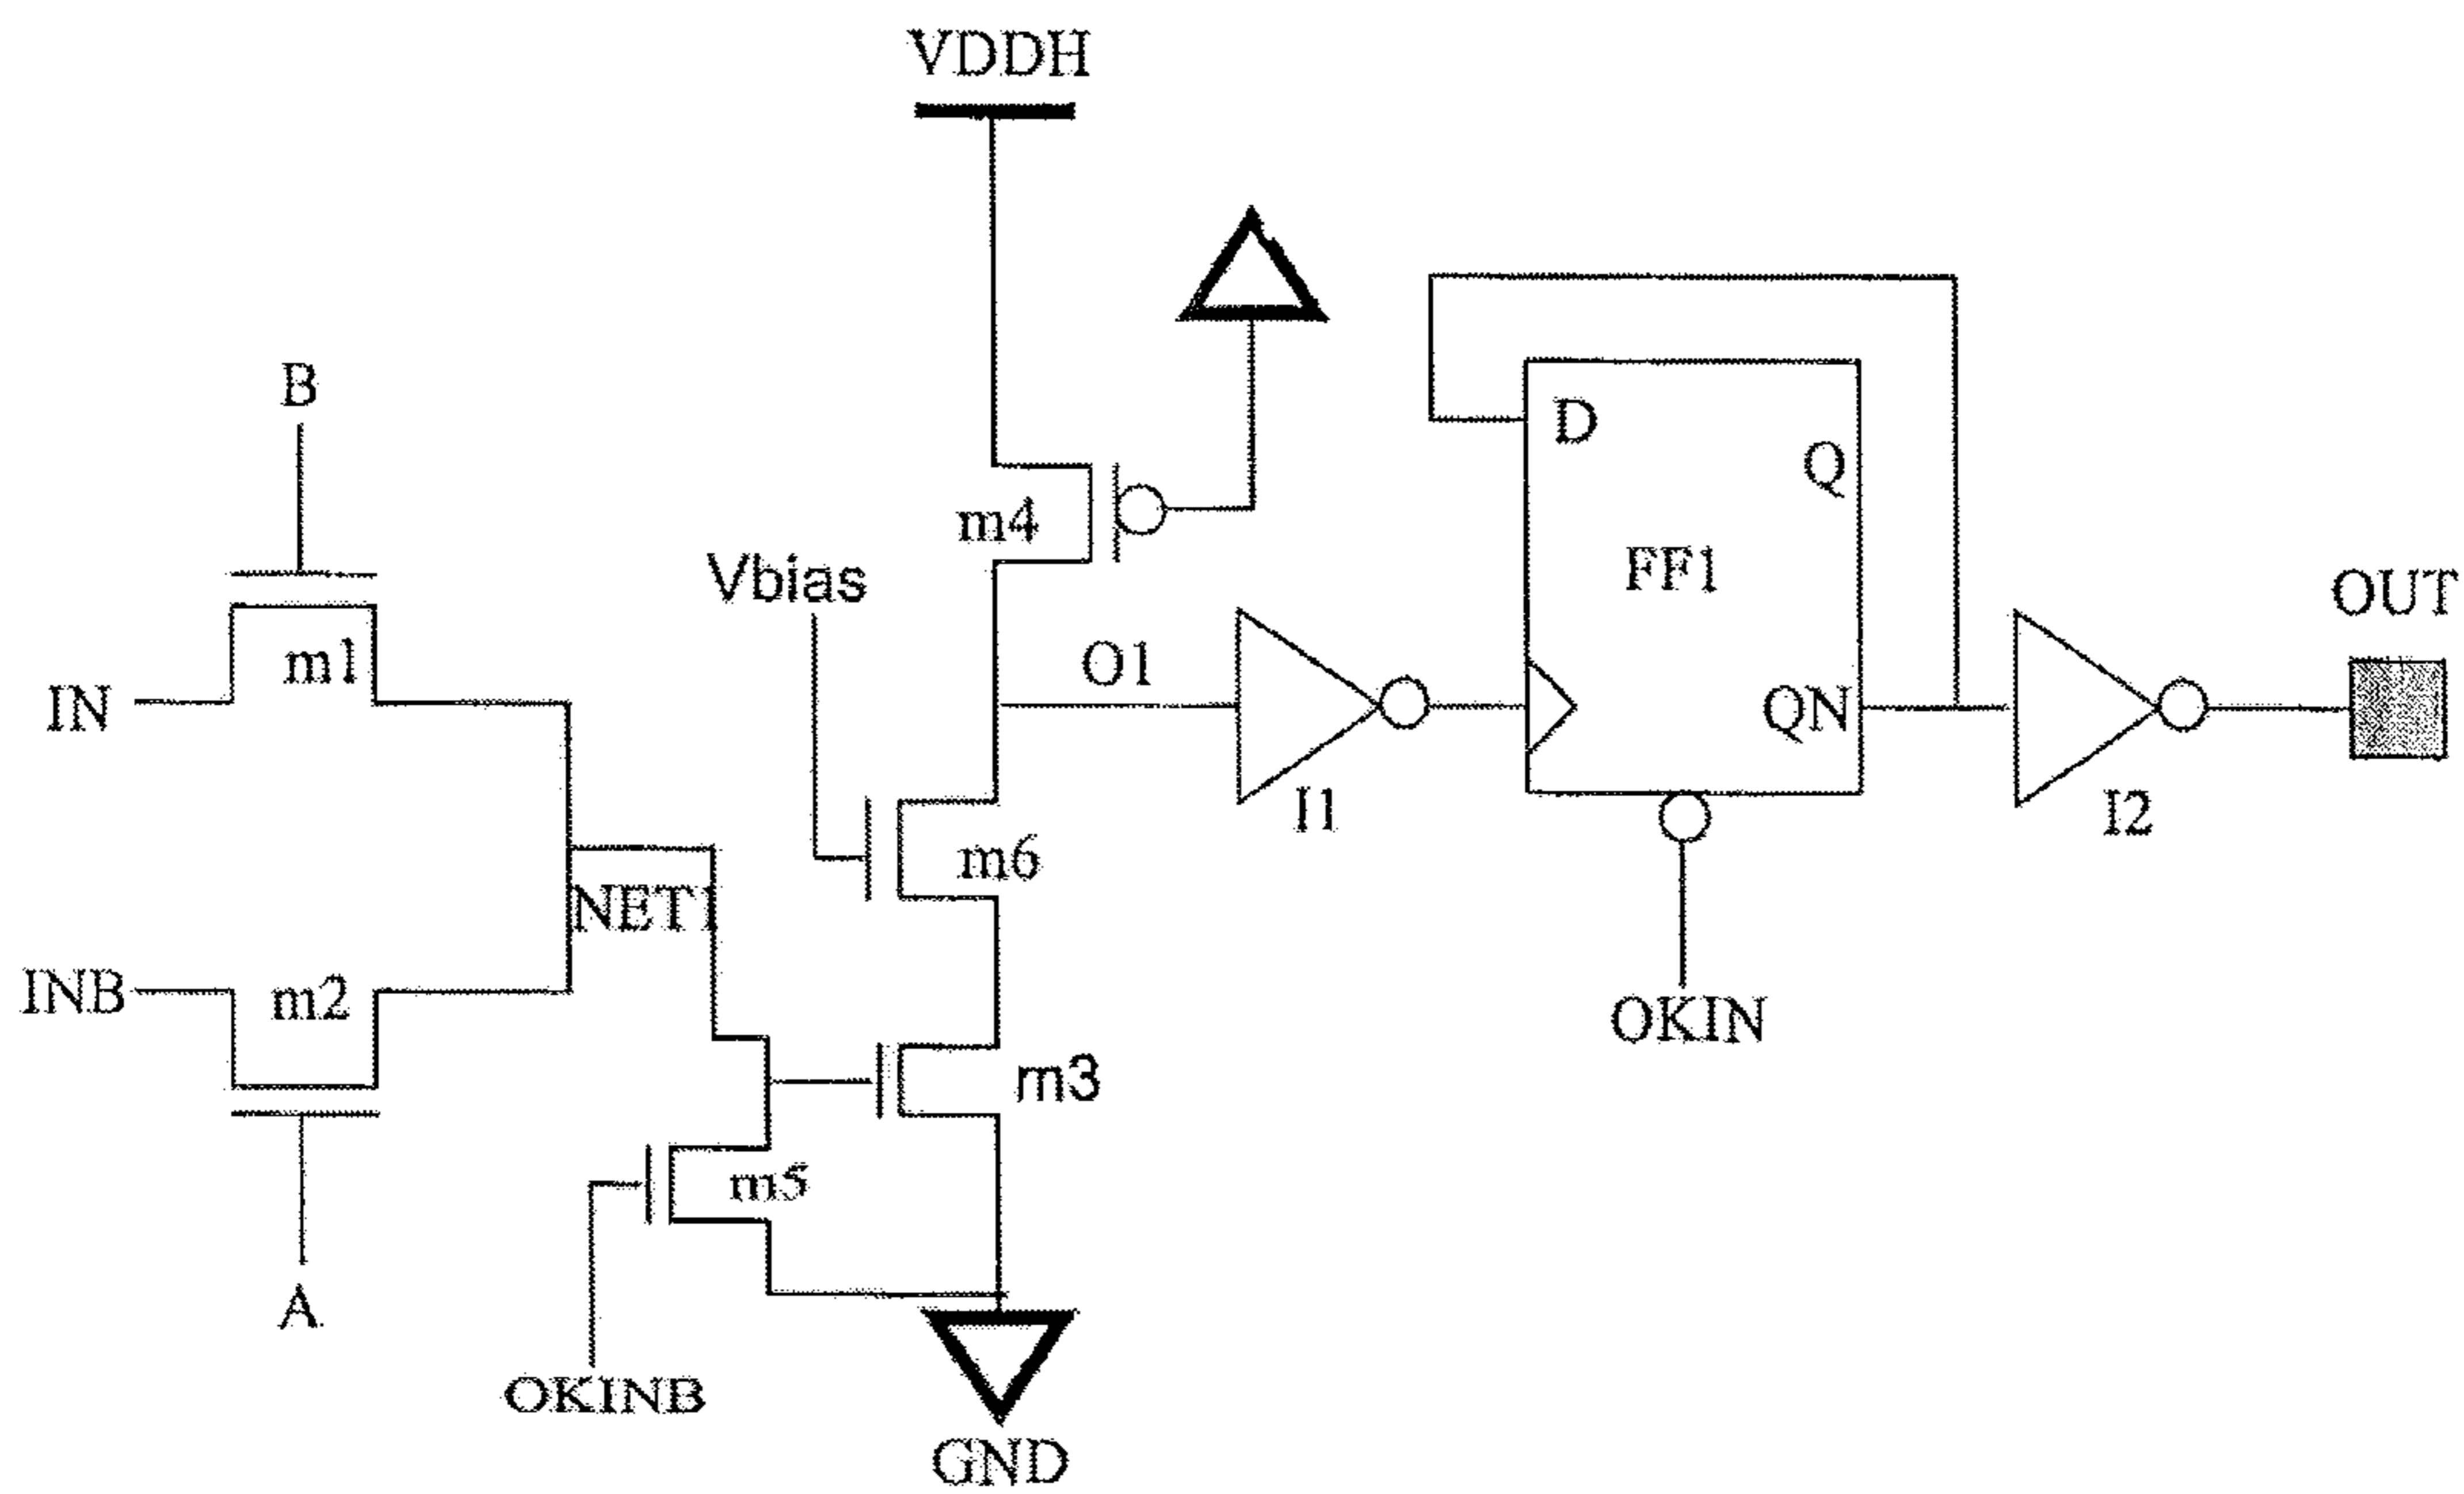 VDDH
B
D
Q
m4
Vbias
FF1
OUT
O1
m1
IN
QN
I1
I2
m6
NET1
INB
m2
OKIN
m3
m5
A
OKINB
GND